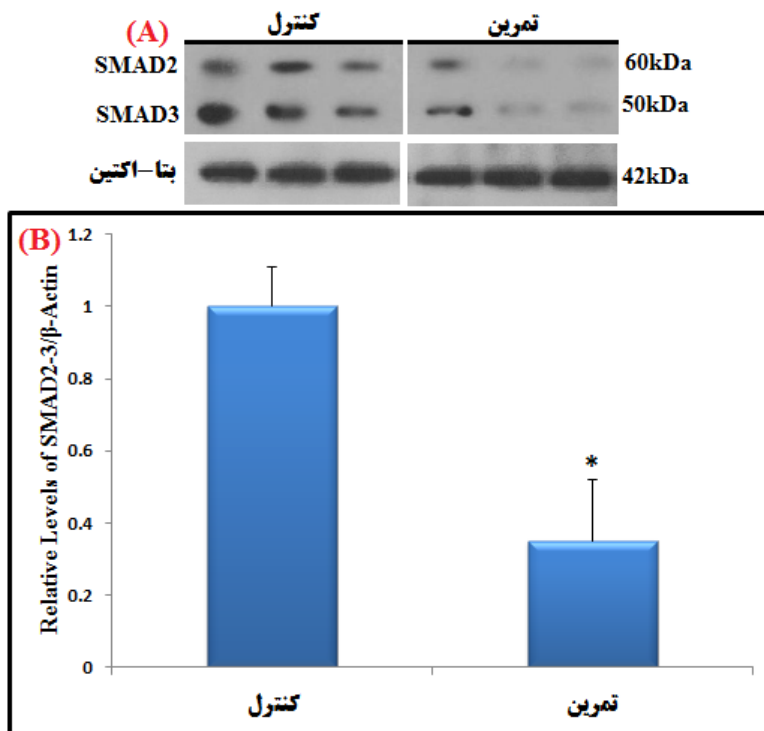 (A) کنترل تمرین
SMAD2 60kDa
SMAD3 50kDa
بتا-اکتین 42kDa
(B)
Relative Levels of SMAD2-3/β-Actin
1.2
1
0.8
0.6
0.4
0.2
0
*
کنترل تمرین